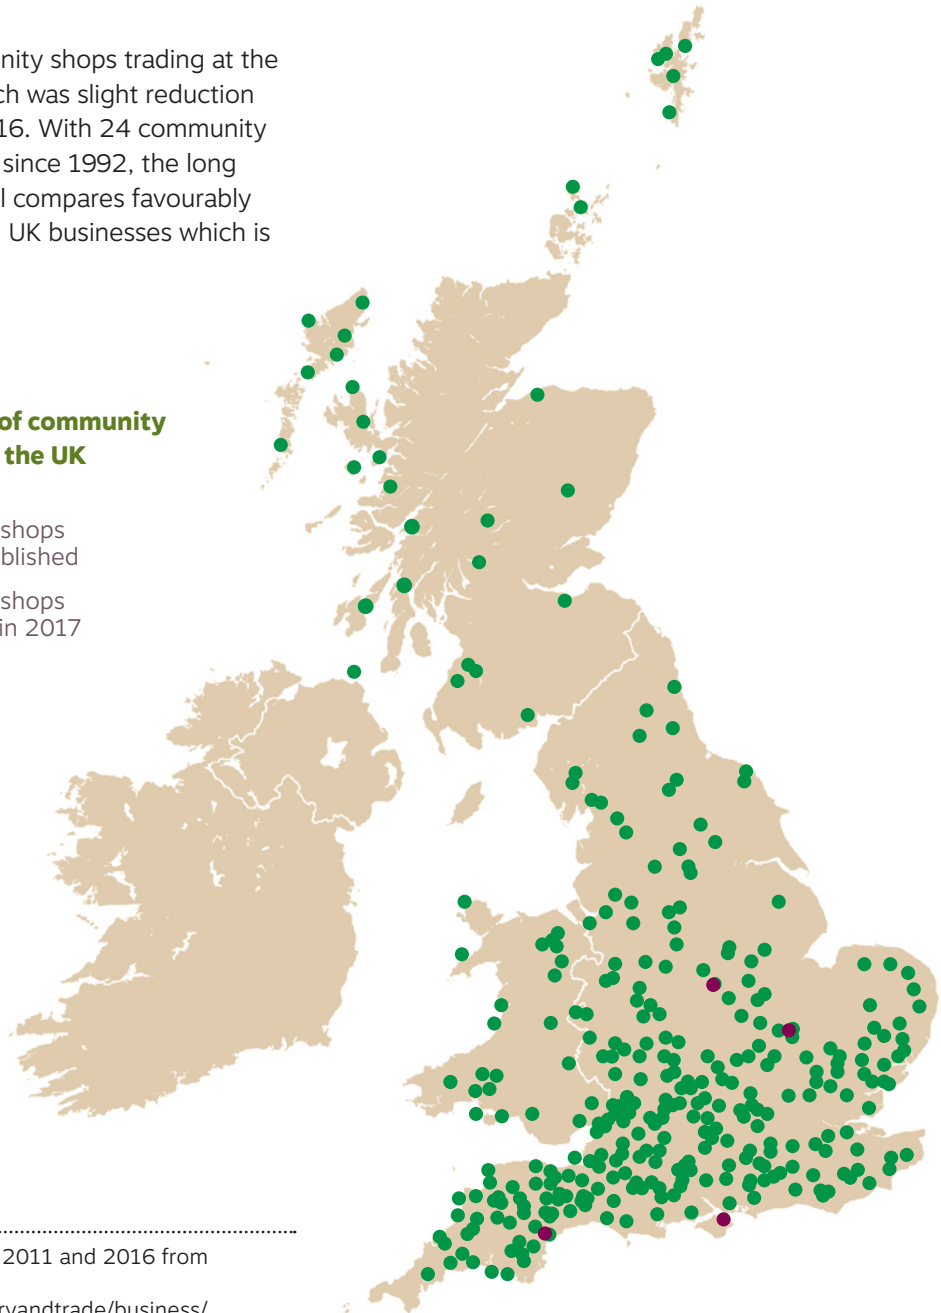 nity shops trading at the
ch was slight reduction
16. With 24 community
since 1992, the long
l compares favourably
UK businesses which is
of community
the UK
shops
blished
shops
in 2017
2011 and 2016 from
ryandtrade/business/